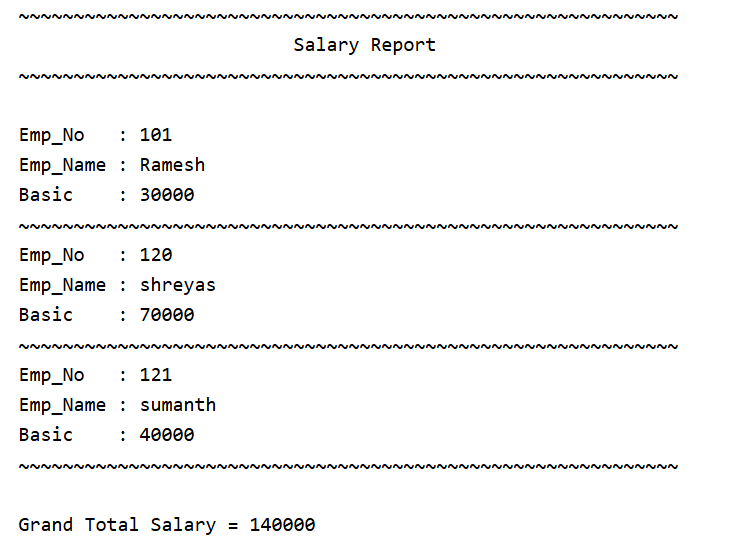 ~~~~~~~~~~~~~~~~~~~~~~~~~~~~~~~~~~~~~~~~~~~~~~~~~~~~~~~~~~~~
                         Salary Report
~~~~~~~~~~~~~~~~~~~~~~~~~~~~~~~~~~~~~~~~~~~~~~~~~~~~~~~~~~~~
Emp_No   : 101
Emp_Name : Ramesh
Basic    : 30000
~~~~~~~~~~~~~~~~~~~~~~~~~~~~~~~~~~~~~~~~~~~~~~~~~~~~~~~~~~~~
Emp_No   : 120
Emp_Name : shreyas
Basic    : 70000
~~~~~~~~~~~~~~~~~~~~~~~~~~~~~~~~~~~~~~~~~~~~~~~~~~~~~~~~~~~~
Emp_No   : 121
Emp_Name : sumanth
Basic    : 40000
~~~~~~~~~~~~~~~~~~~~~~~~~~~~~~~~~~~~~~~~~~~~~~~~~~~~~~~~~~~~
Grand Total Salary = 140000